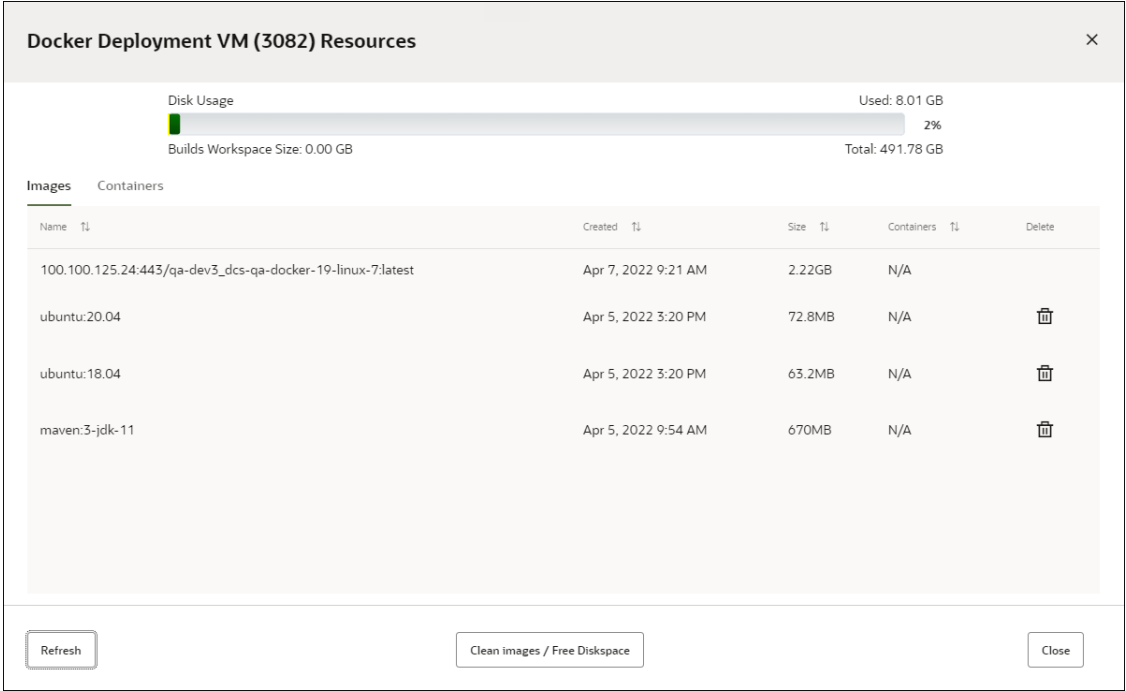 Docker Deployment VM (3082) Resources
Disk Usage Used: 8.01 GB
2%
Builds Workspace Size: 0.00 GB Total: 491.78 GB
Images Containers
Name Created Size Containers Delete
100.100.125.24:443/qa-dev3_dcs-qa-docker-19-linux-7:latest Apr 7, 2022 9:21 AM 2.22GB N/A
ubuntu:20.04 Apr 5, 2022 3:20 PM 72.8MB N/A
ubuntu:18.04 Apr 5, 2022 3:20 PM 63.2MB N/A
maven:3-jdk-11 Apr 5, 2022 9:54 AM 670MB N/A
Refresh Clean images / Free Diskspace Close